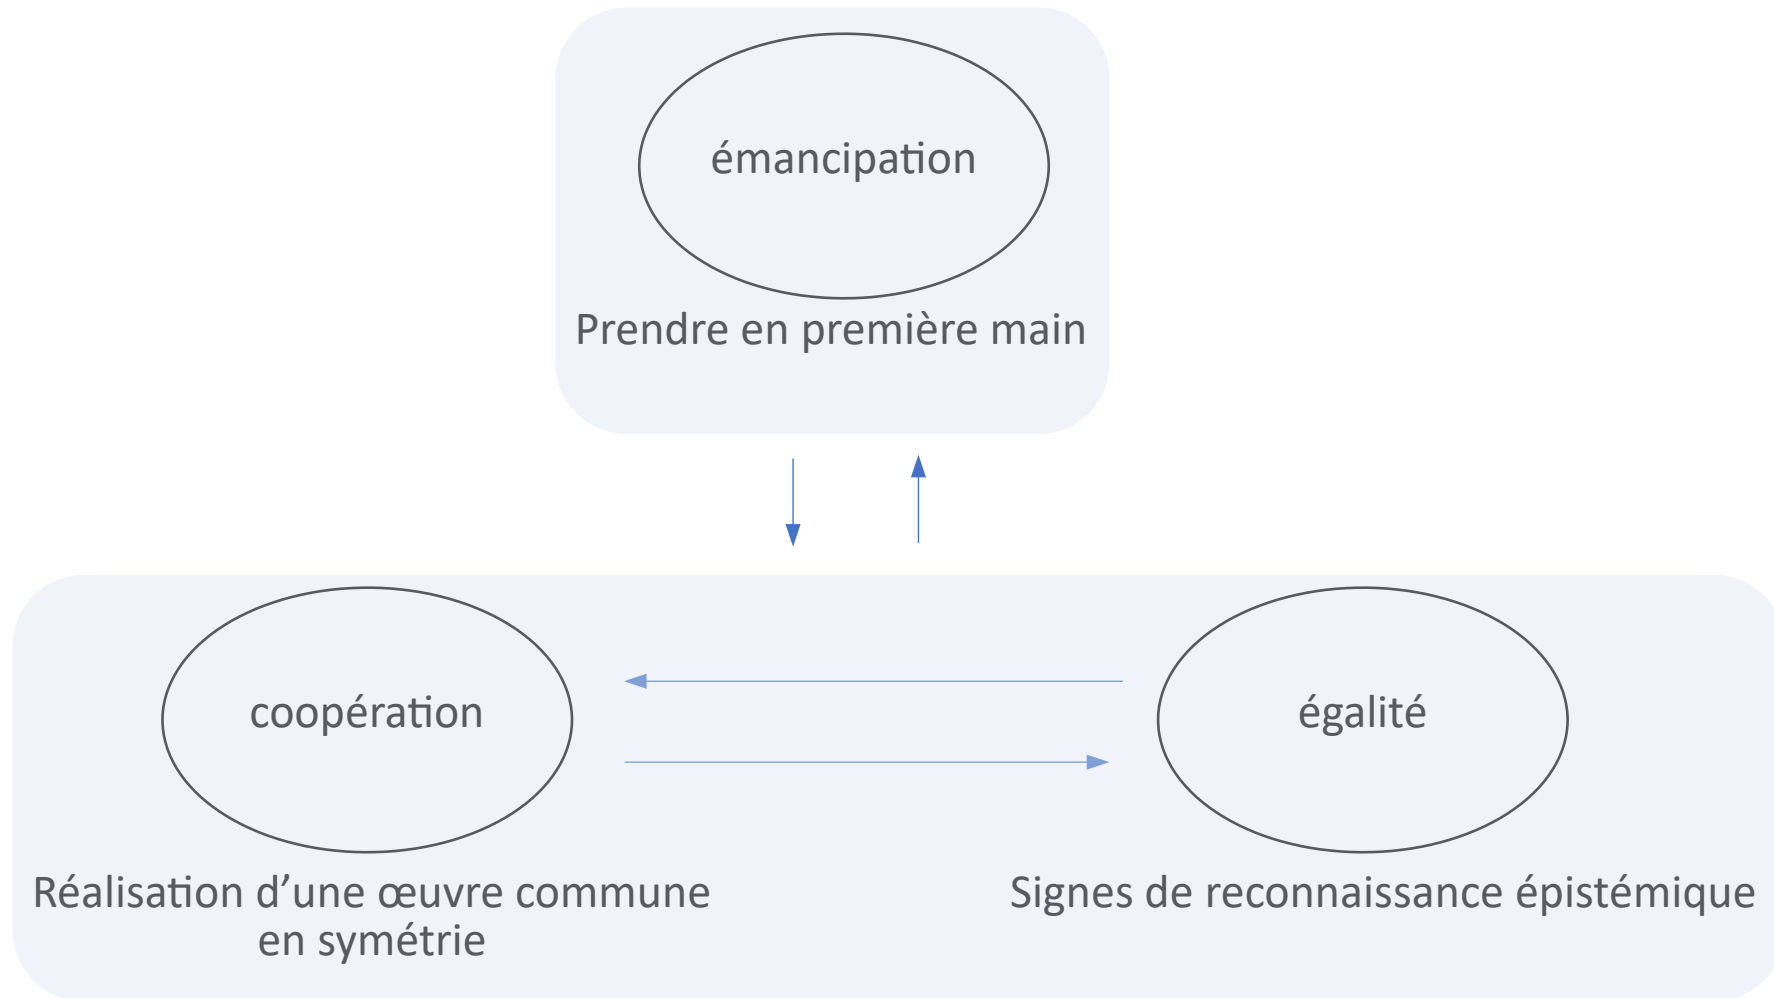 émancipation
Prendre en première main
coopération
égalité
Réalisation d’une œuvre commune
en symétrie
Signes de reconnaissance épistémique